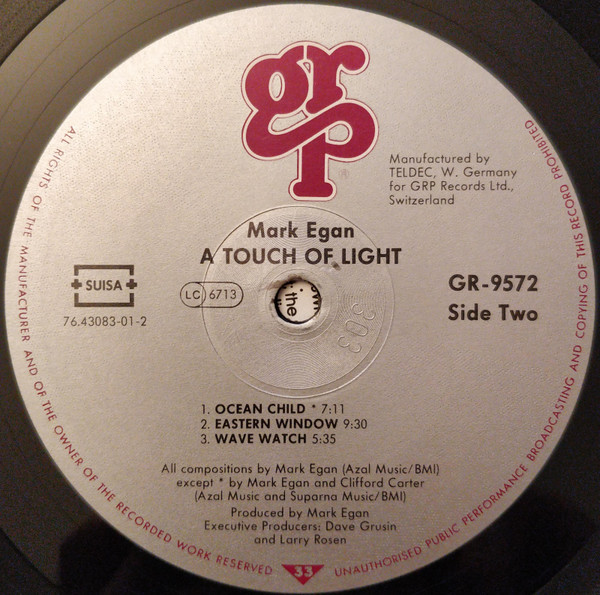 grp
®
Manufactured by
TELDEC, W. Germany
for GRP Records Ltd.,
Switzerland
Mark Egan
A TOUCH OF LIGHT
SUISA
LC 6713
GR-9572
76.43083-01-2
Side Two
the
303
1. OCEAN CHILD * 7:11
2. EASTERN WINDOW 9:30
3. WAVE WATCH 5:35
All compositions by Mark Egan (Azal Music/BMI)
except * by Mark Egan and Clifford Carter
(Azal Music and Suparna Music/BMI)
Produced by Mark Egan
Executive Producers: Dave Grusin
and Larry Rosen
ALL RIGHTS OF THE MANUFACTURER AND OF THE OWNER OF THE RECORDED WORK RESERVED
33
UNAUTHORISED PUBLIC PERFORMANCE BROADCASTING AND COPYING OF THIS RECORD PROHIBITED